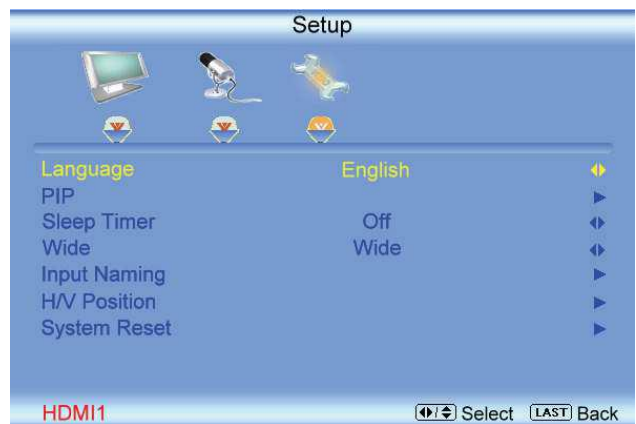 Setup
Language English
PIP
Sleep Timer Off
Wide Wide
Input Naming
H/V Position
System Reset
HDMI1 Select LAST Back